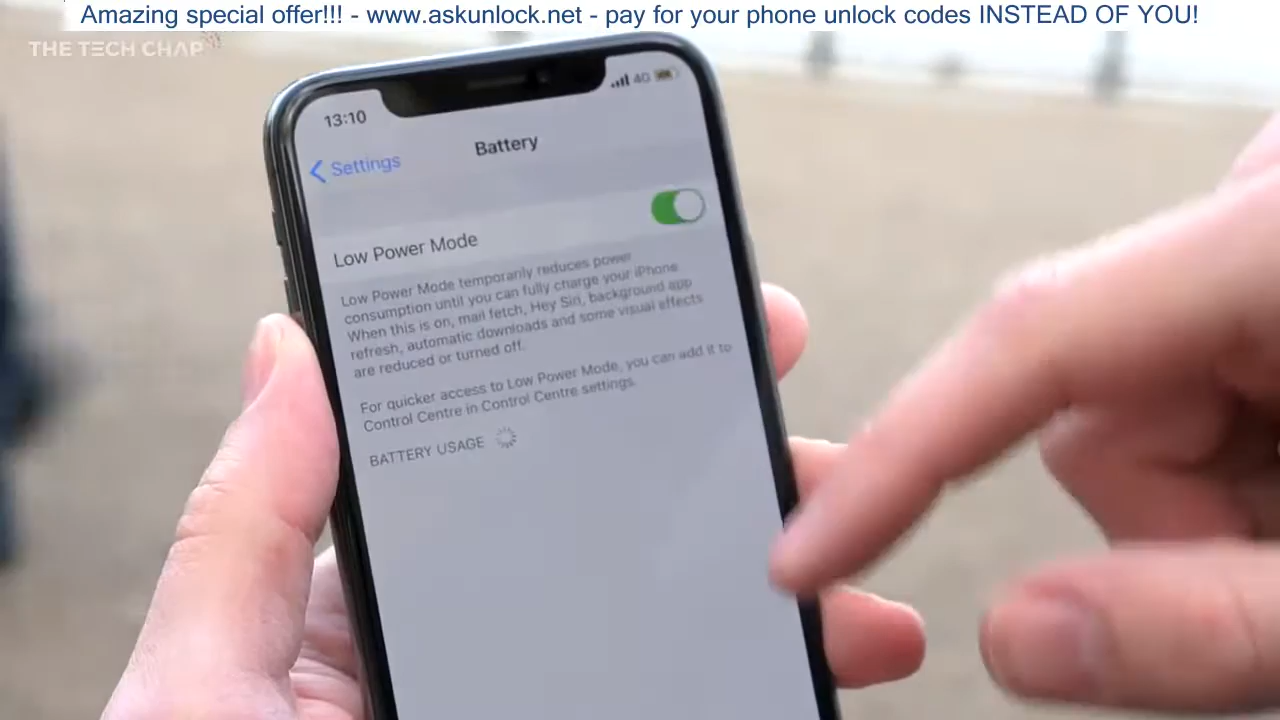 Amazing special offer!!! - www.askunlock.net - pay for your phone unlock codes INSTEAD OF YOU!
THE TECH CHAP
13:10
4G
Settings
Battery
Low Power Mode
Low Power Mode temporarily reduces power
consumption until you can fully charge your iPhone
When this is on, mail fetch, Hey Siri, background app
refresh, automatic downloads and some visual effects
are reduced or turned off.
For quicker access to Low Power Mode, you can add it to
Control Centre in Control Centre settings.
BATTERY USAGE